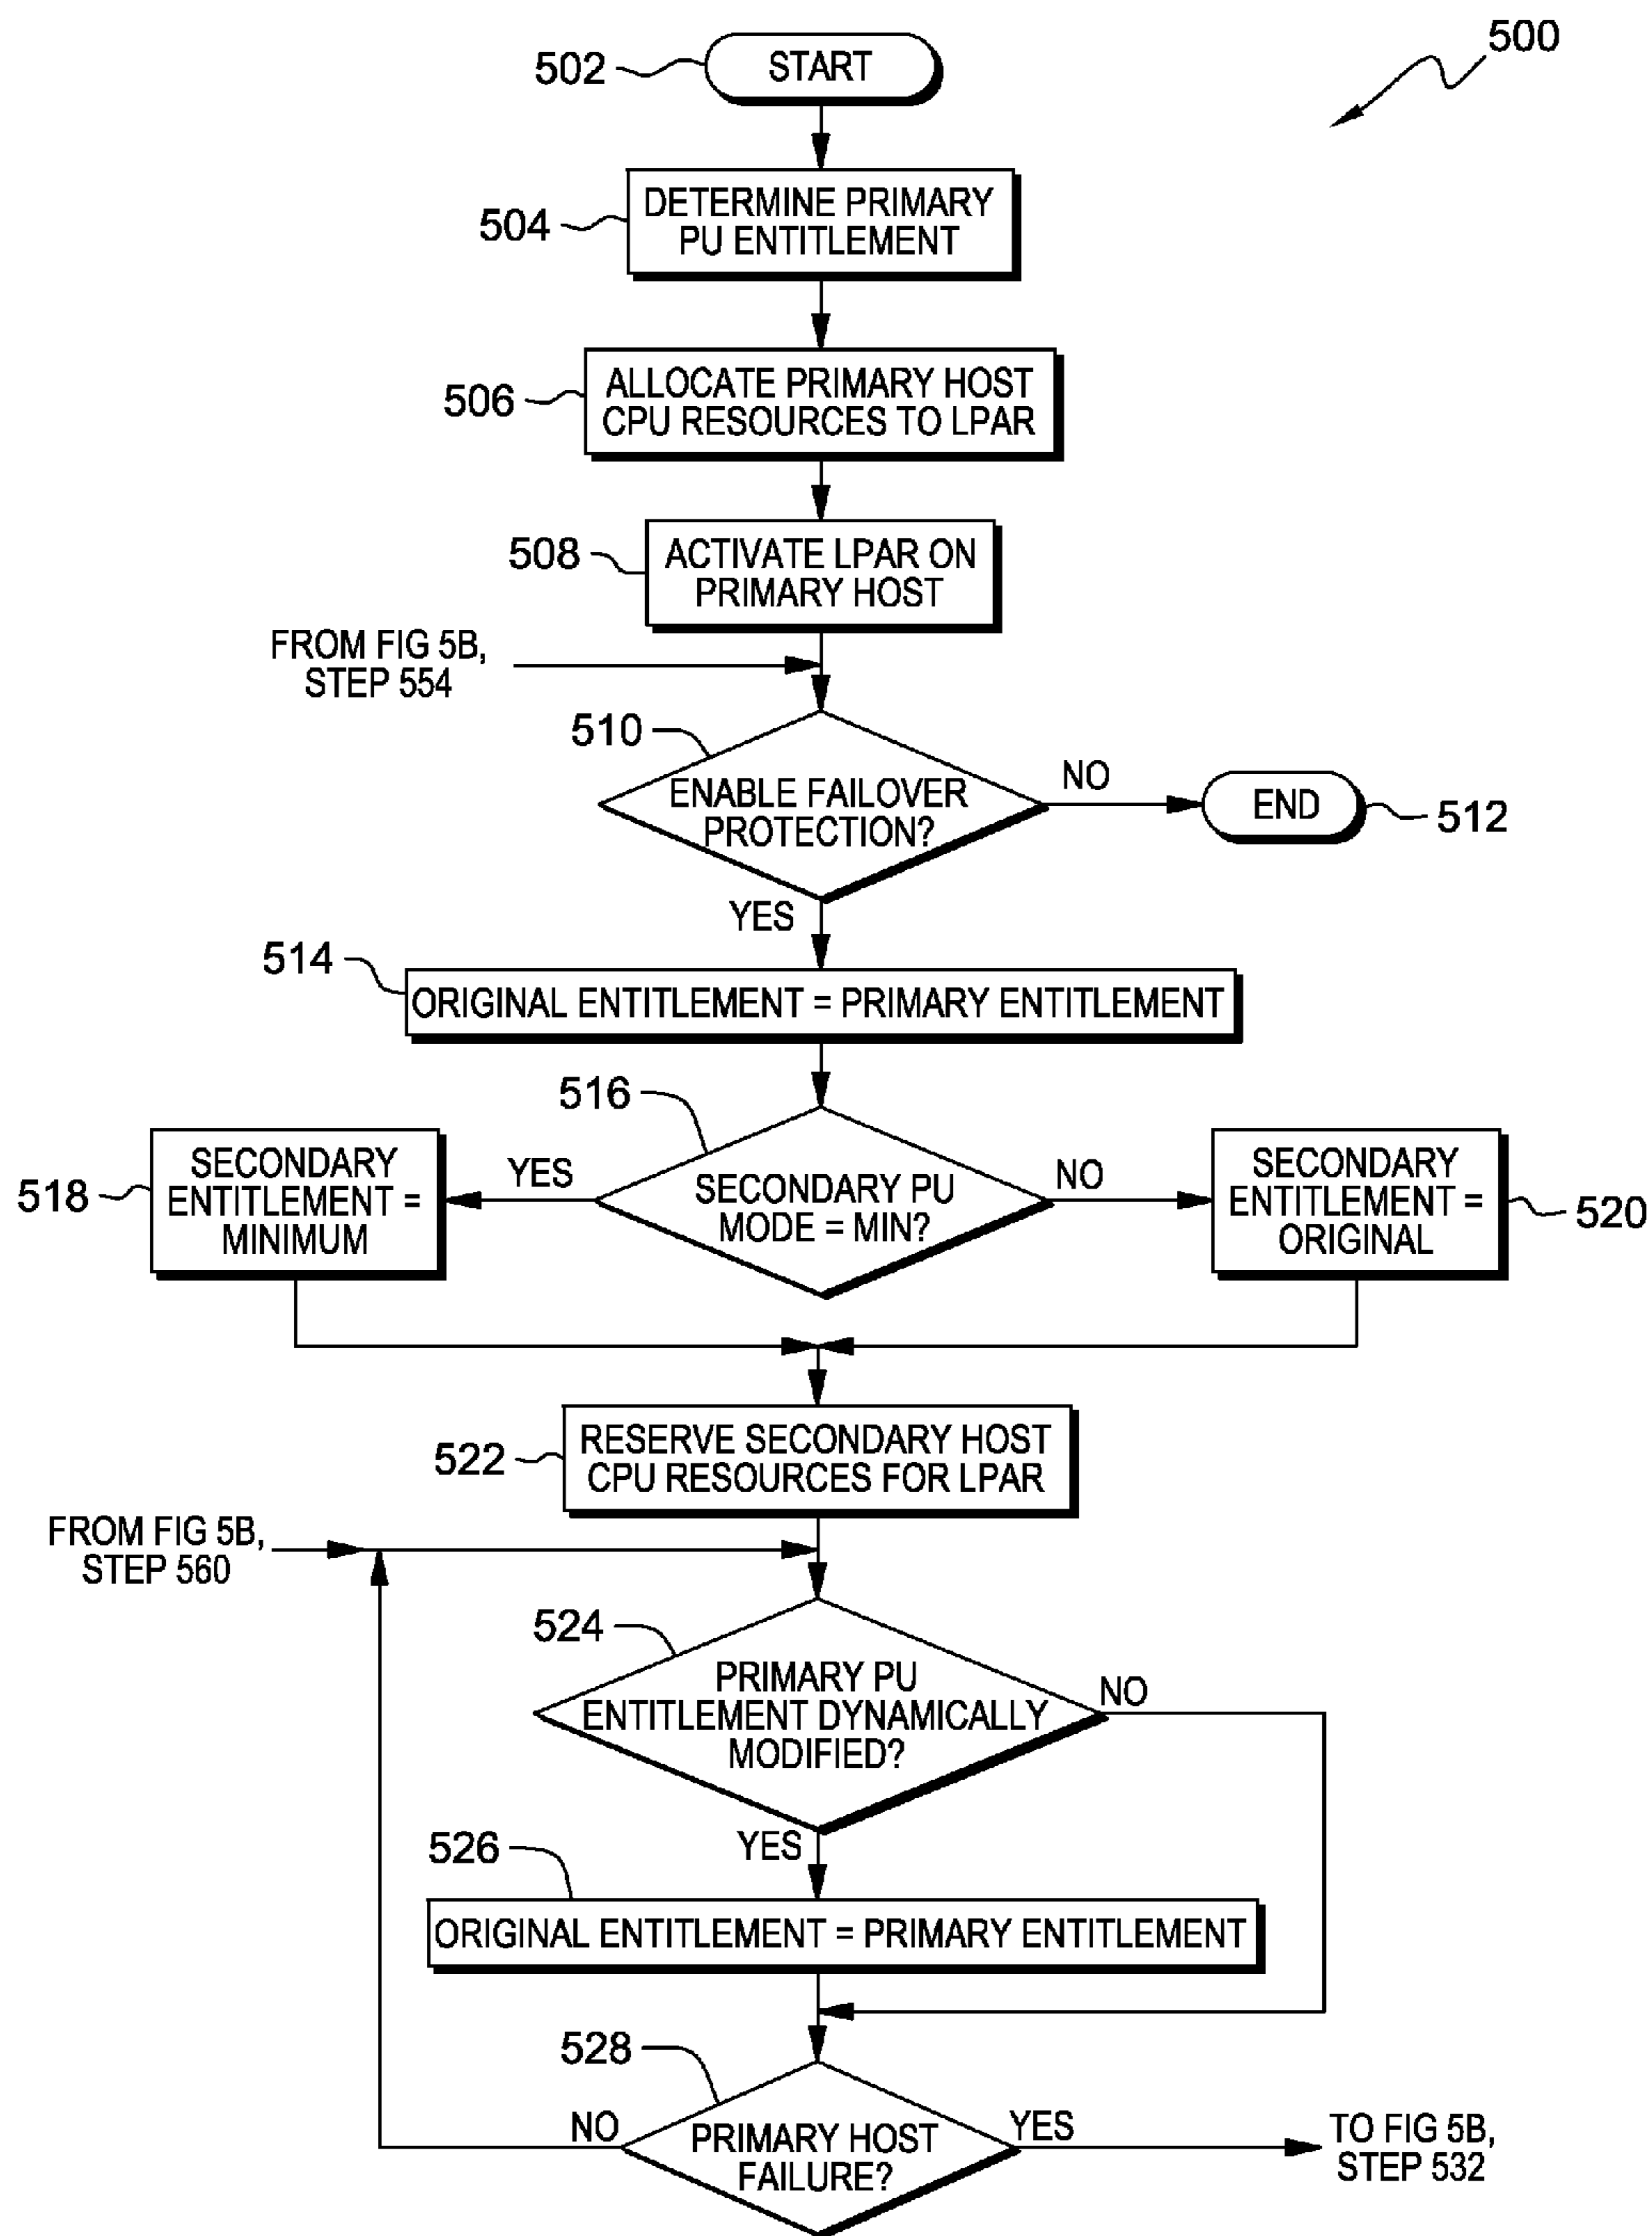 500
502
START
504
DETERMINE PRIMARY
PU ENTITLEMENT
506
ALLOCATE PRIMARY HOST
CPU RESOURCES TO LPAR
508
ACTIVATE LPAR ON
PRIMARY HOST
FROM FIG 5B,
STEP 554
510
ENABLE FAILOVER
PROTECTION?
NO
END
512
YES
514
ORIGINAL ENTITLEMENT = PRIMARY ENTITLEMENT
516
SECONDARY PU
MODE = MIN?
YES
518
SECONDARY
ENTITLEMENT =
MINIMUM
NO
SECONDARY
ENTITLEMENT =
ORIGINAL
520
522
RESERVE SECONDARY HOST
CPU RESOURCES FOR LPAR
FROM FIG 5B,
STEP 560
524
PRIMARY PU
ENTITLEMENT DYNAMICALLY
MODIFIED?
NO
YES
526
ORIGINAL ENTITLEMENT = PRIMARY ENTITLEMENT
528
PRIMARY HOST
FAILURE?
NO
YES
TO FIG 5B,
STEP 532